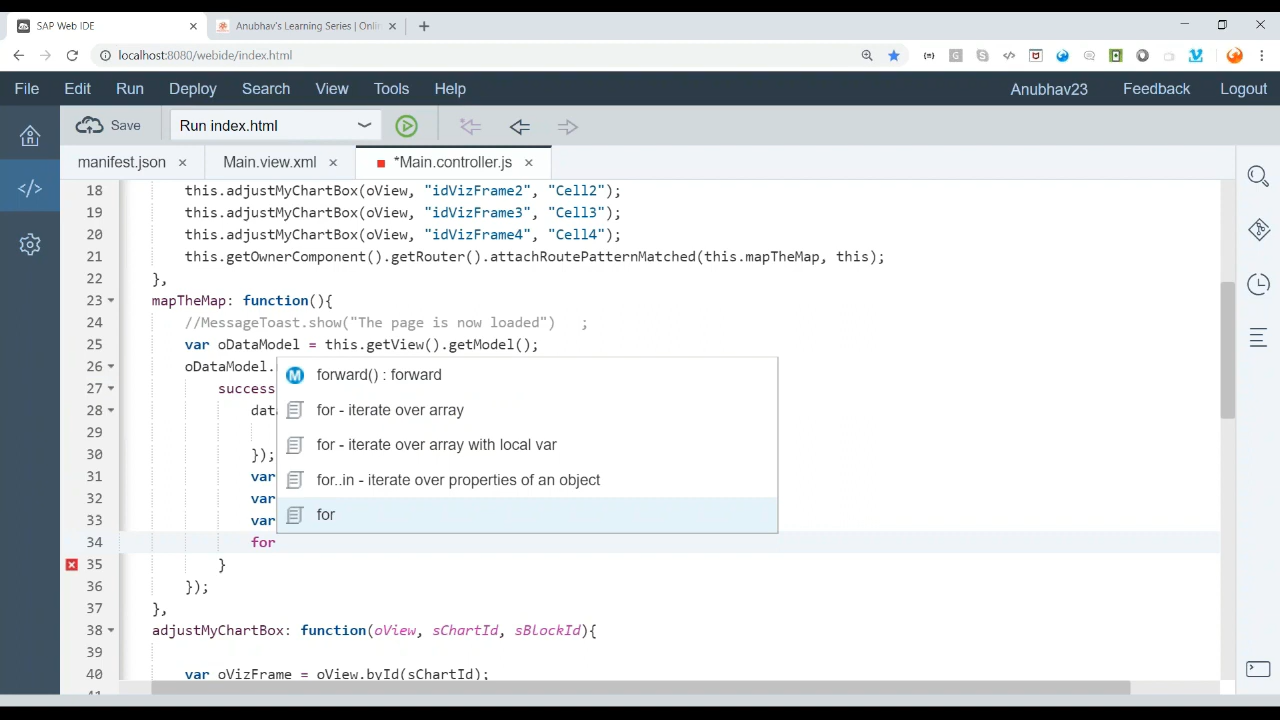 SAP Web IDE
Anubhav's Learning Series | Onli
localhost:8080/webide/index.html
File Edit Run Deploy Search View Tools Help Anubhav23 Feedback Logout
Save Run index.html
manifest.json Main.view.xml *Main.controller.js
18 this.adjustMyChartBox(oView, "idVizFrame2", "Cell2");
19 this.adjustMyChartBox(oView, "idVizFrame3", "Cell3");
20 this.adjustMyChartBox(oView, "idVizFrame4", "Cell4");
21 this.getOwnerComponent().getRouter().attachRoutePatternMatched(this.mapTheMap, this);
22 },
23 mapTheMap: function(){
24 //MessageToast.show("The page is now loaded") ;
25 var oDataModel = this.getView().getModel();
26 oDataModel.
27 success
28 dat
29
30 });
31 var
32 var
33 var
34 for
forward() : forward
for - iterate over array
for - iterate over array with local var
for..in - iterate over properties of an object
for
35 }
36 });
37 },
38 adjustMyChartBox: function(oView, sChartId, sBlockId){
39
40 var oVizFrame = oView.byId(sChartId);
41